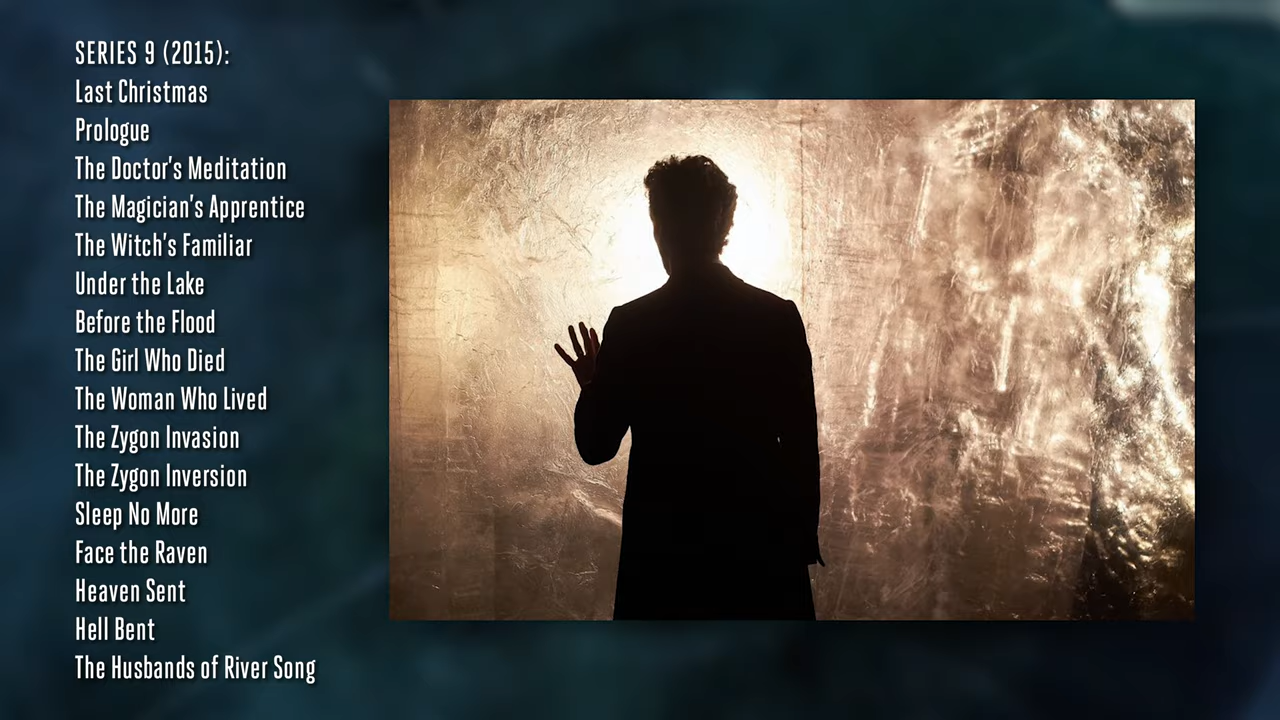 SERIES 9 (2015):
Last Christmas
Prologue
The Doctor's Meditation
The Magician's Apprentice
The Witch's Familiar
Under the Lake
Before the Flood
The Girl Who Died
The Woman Who Lived
The Zygon Invasion
The Zygon Inversion
Sleep No More
Face the Raven
Heaven Sent
Hell Bent
The Husbands of River Song